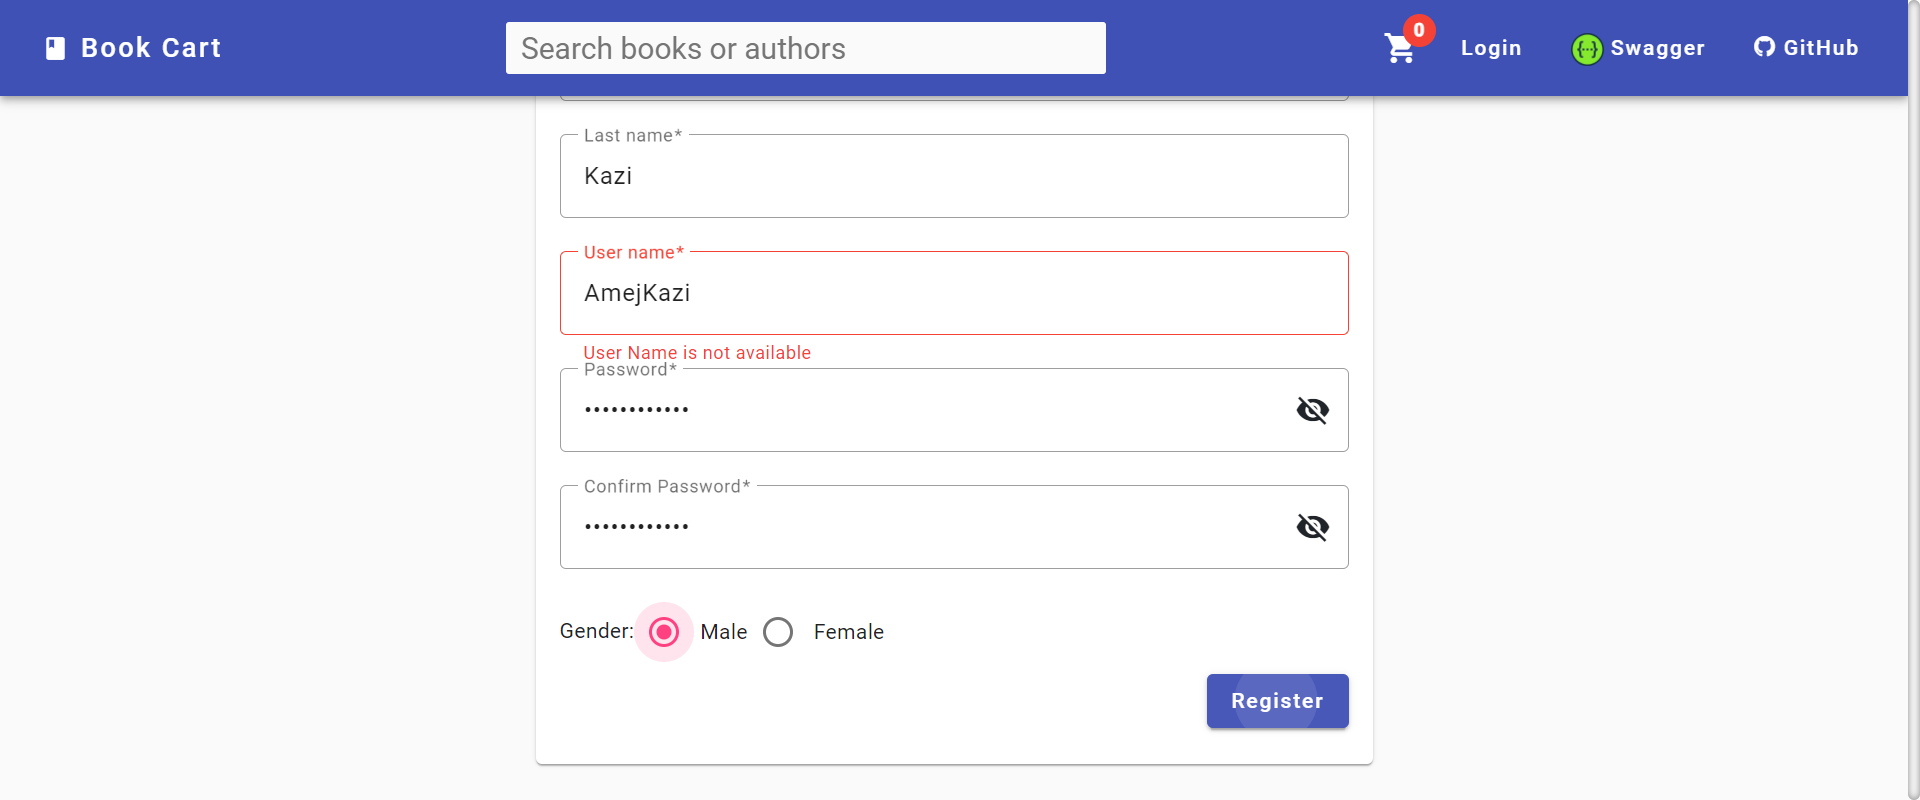 Book Cart
Search books or authors
0
Login
Swagger
GitHub
Last name*
Kazi
User name*
AmejKazi
User Name is not available
Password*
••••••••••••
Confirm Password*
••••••••••••
Gender: Male Female
Register